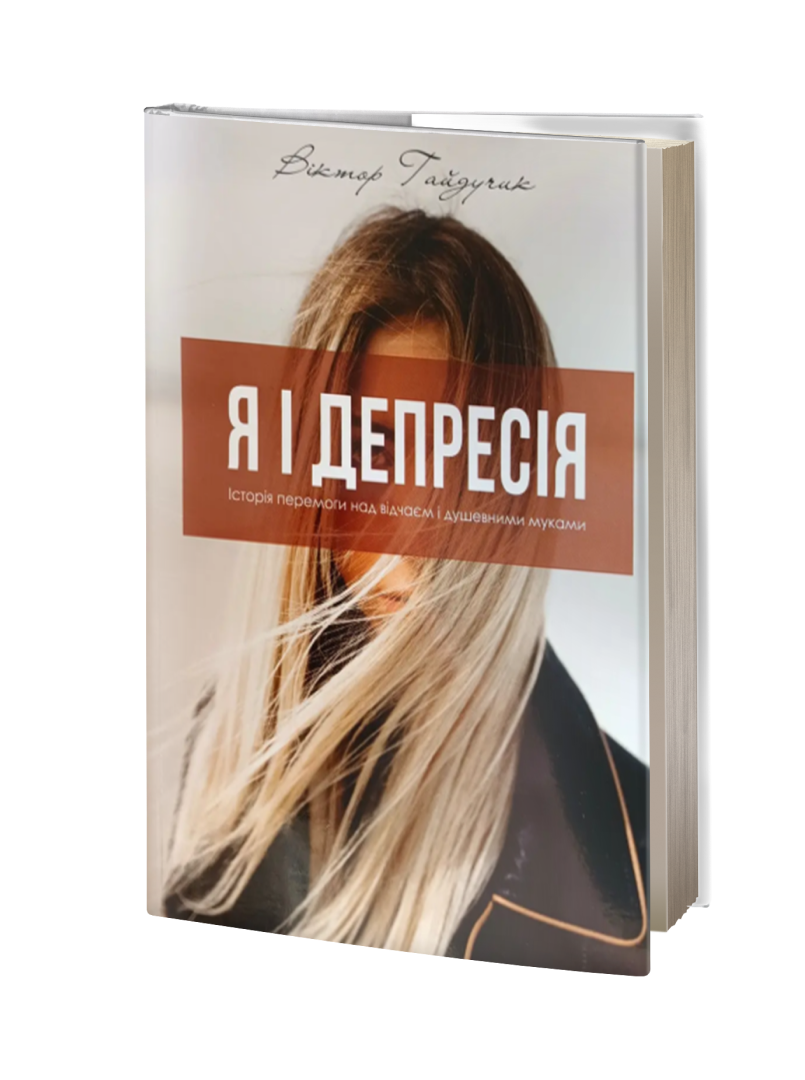 Віктор Гайдучик
Я І ДЕПРЕСІЯ
Історія перемоги над відчаєм і душевними муками